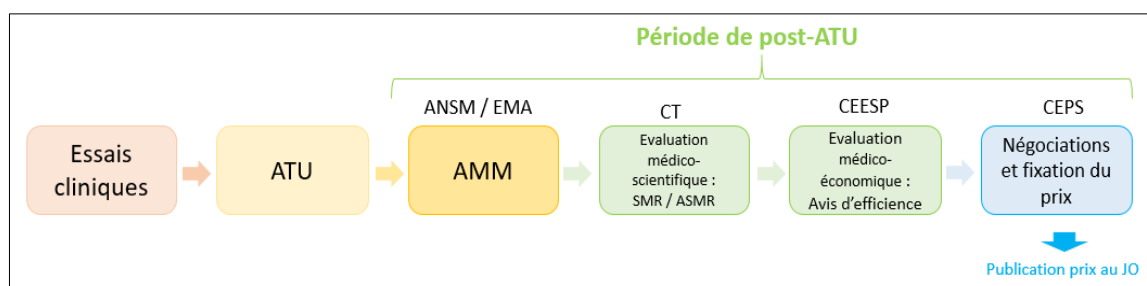 Période de post-ATU
ANSM / EMA
CT
CEESP
CEPS
Essais
cliniques
ATU
AMM
Evaluation
médico-
scientifique :
SMR / ASMR
Evaluation
médico-
économique :
Avis d'efficience
Négociations
et fixation du
prix
Publication prix au JO